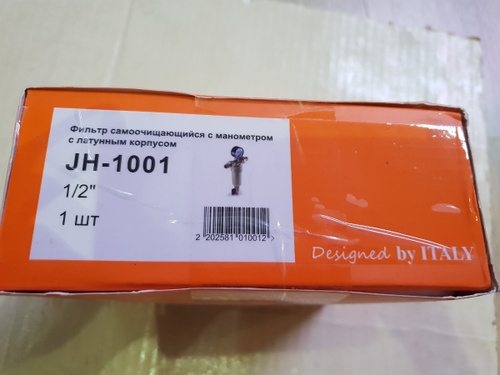 Фильтр самоочищающийся с манометром
с латунным корпусом
JH-1001
1/2"
1 шт
2 202581 010012 >
Designed by ITALY